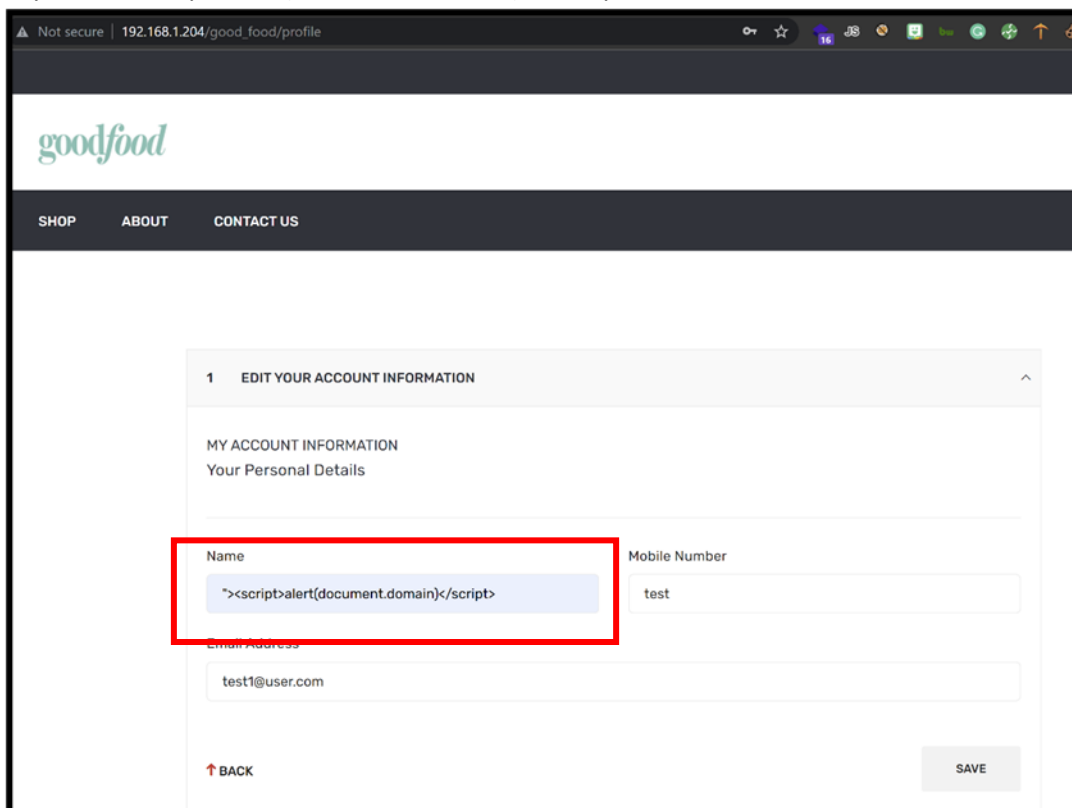 Not secure | 192.168.1.204/good_food/profile
16
JS
goodfood
SHOP ABOUT CONTACT US
1 EDIT YOUR ACCOUNT INFORMATION
MY ACCOUNT INFORMATION
Your Personal Details
Name Mobile Number
"><script>alert(document.domain)</script> test
Email Address
test1@user.com
BACK SAVE